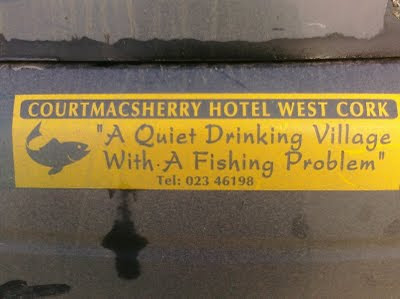 COURTMACSHERRY HOTEL WEST CORK
"A Quiet Drinking Village
With A Fishing Problem"
Tel: 023 46198